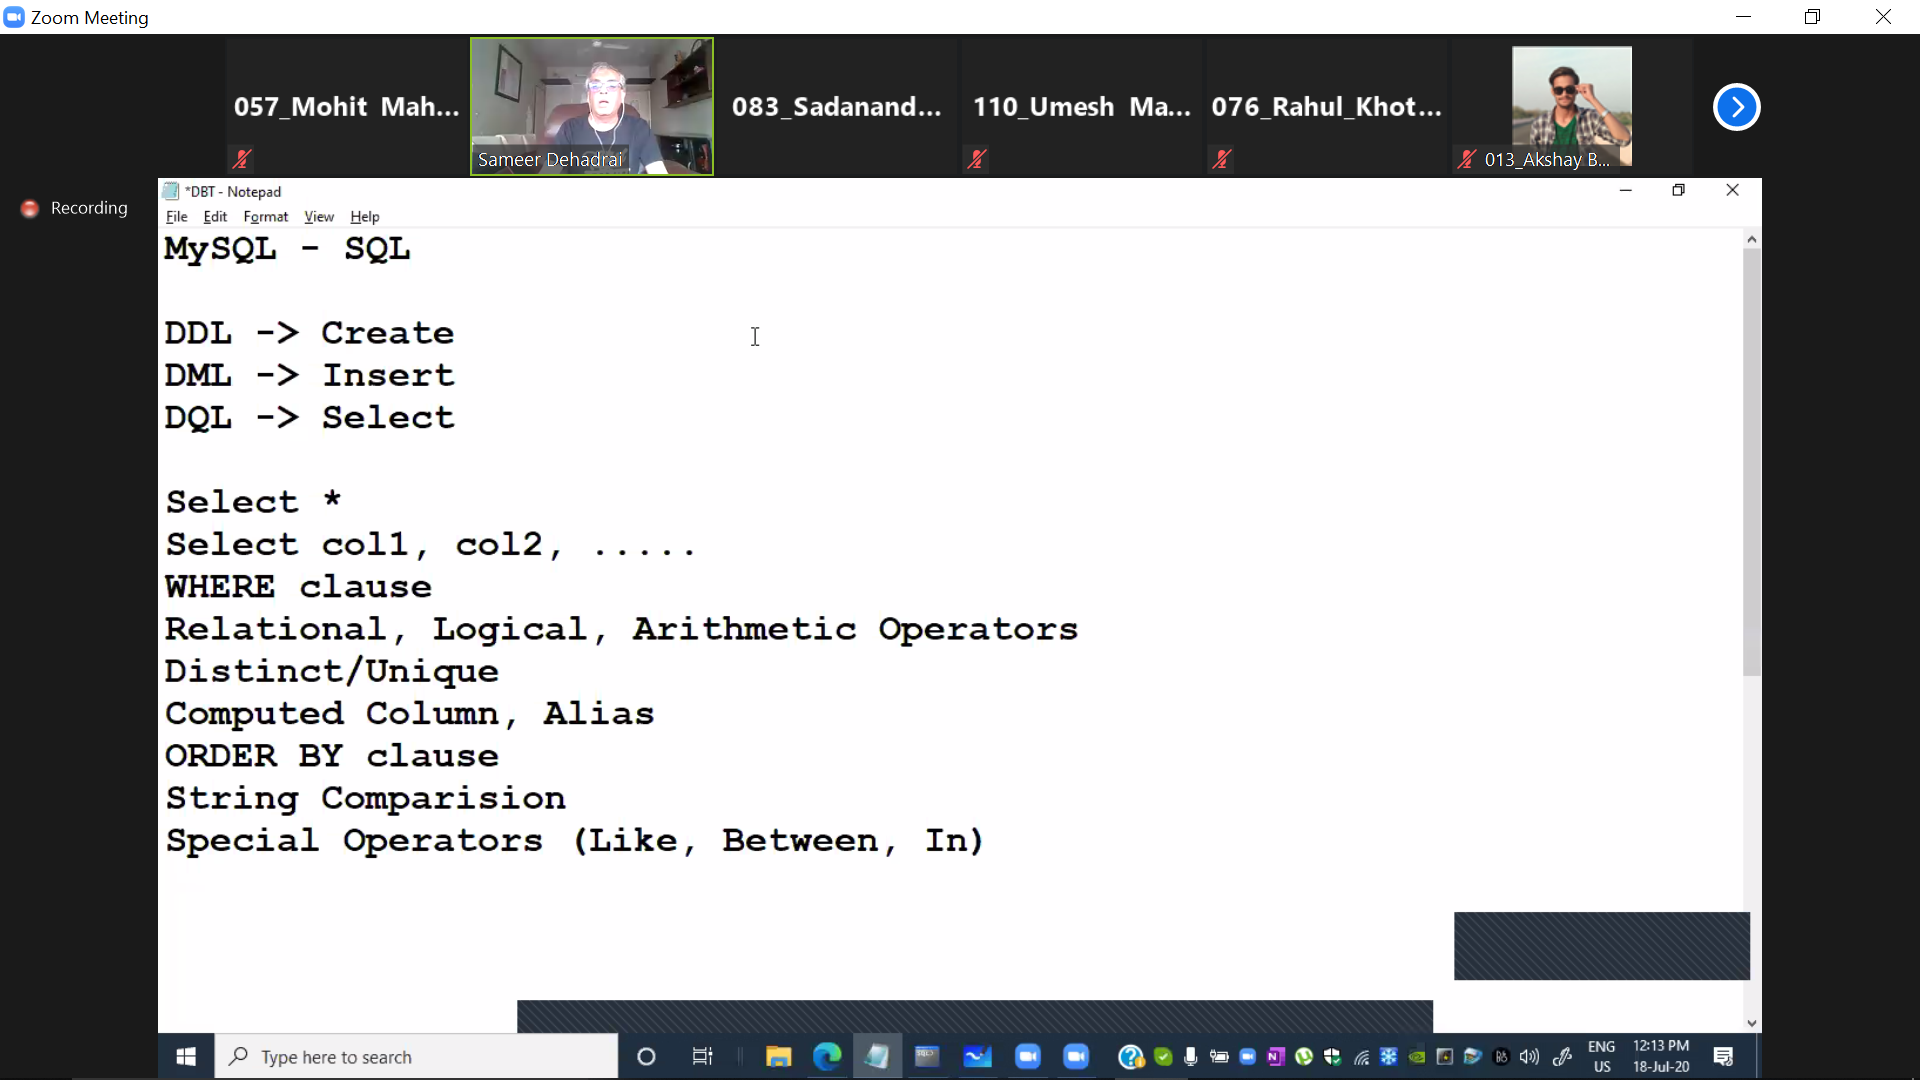 Zoom Meeting
057_Mohit Mah...
Sameer Dehadrai
083_Sadanand...
110_Umesh Ma...
076_Rahul_Khot...
013_Akshay B...
Recording
*DBT - Notepad
File Edit Format View Help
MySQL - SQL
DDL -> Create
DML -> Insert
DQL -> Select
Select *
Select col1, col2, .....
WHERE clause
Relational, Logical, Arithmetic Operators
Distinct/Unique
Computed Column, Alias
ORDER BY clause
String Comparision
Special Operators (Like, Between, In)
Type here to search
ENG
US
12:13 PM
18-Jul-20